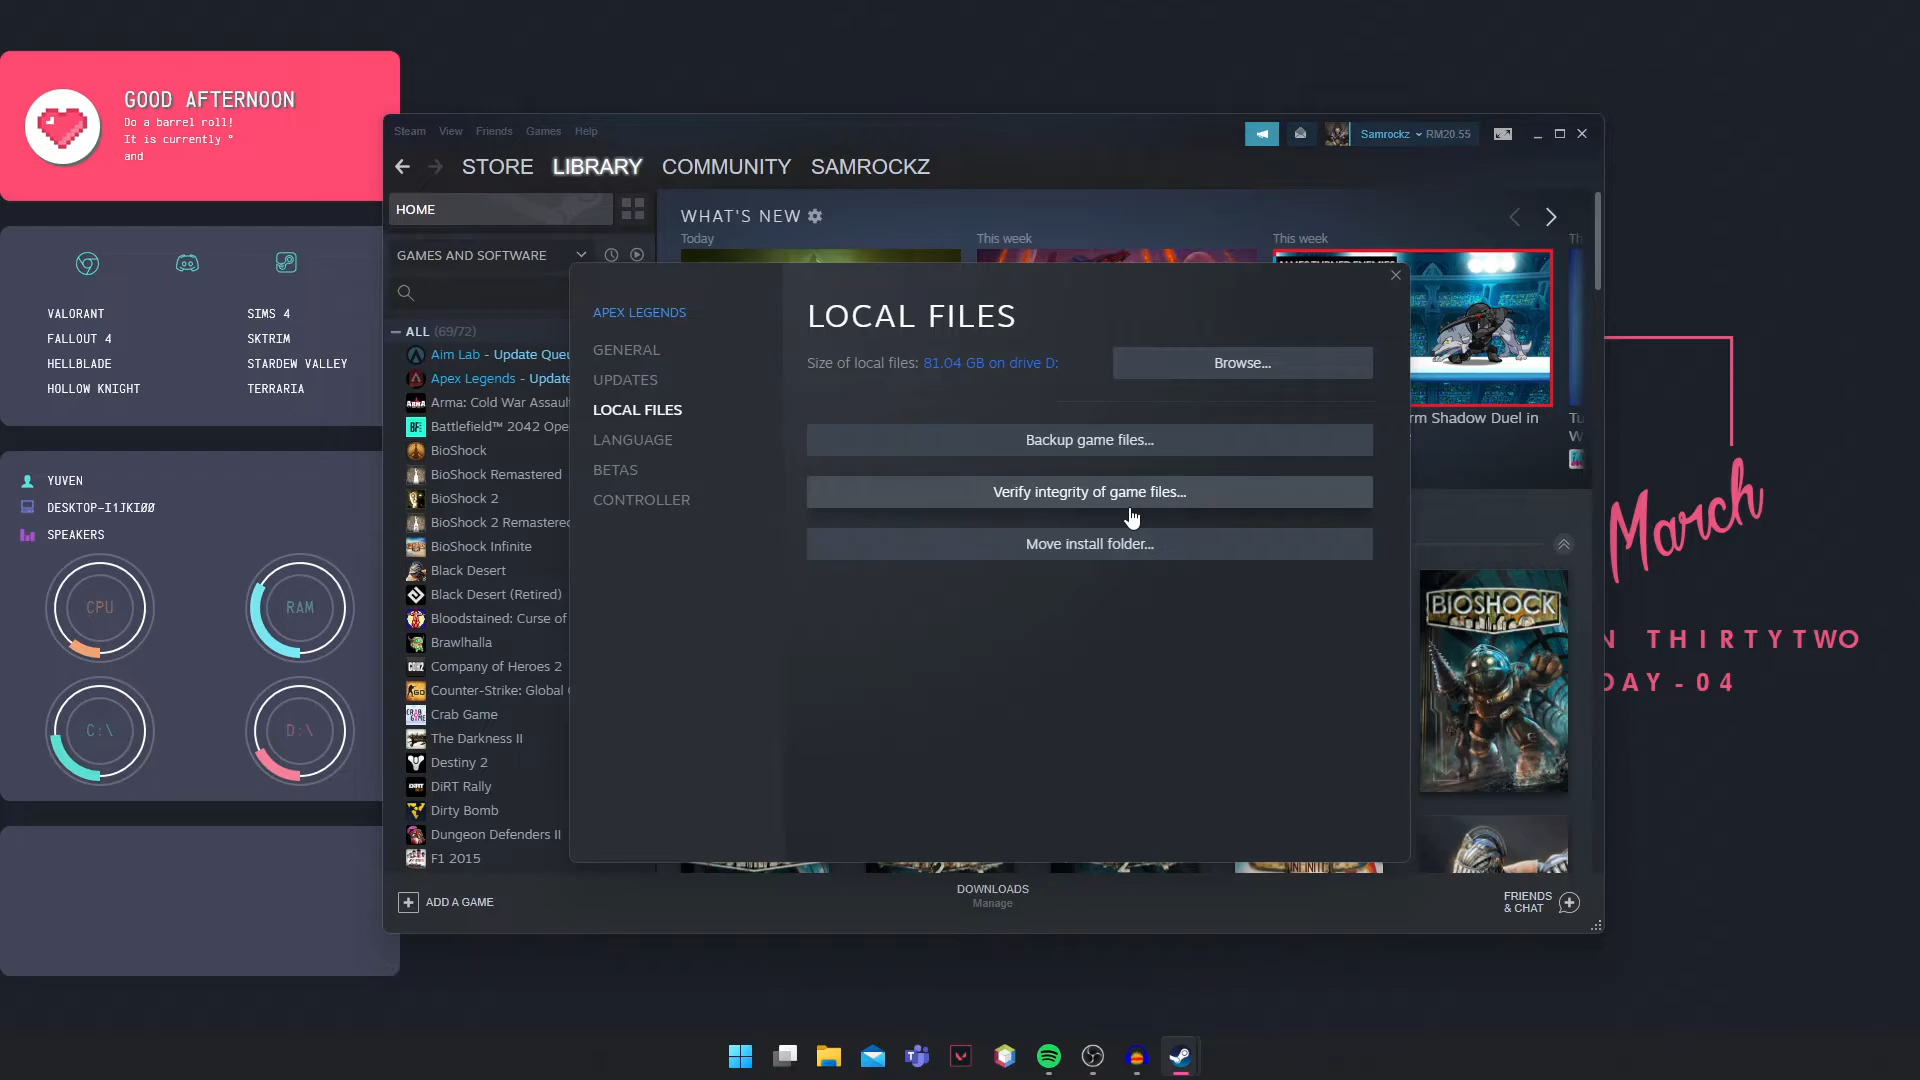 GOOD AFTERNOON
Do a barrel roll!
It is currently °
and
VALORANT
SIMS 4
FALLOUT 4
SKTRIM
HELLBLADE
STARDEW VALLEY
HOLLOW KNIGHT
TERRARIA
YUVEN
DESKTOP-I1JKI00
SPEAKERS
CPU
RAM
C:\
D:\
Steam View Friends Games Help
Samrockz RM20.55
STORE LIBRARY COMMUNITY SAMROCKZ
HOME
GAMES AND SOFTWARE
ALL (69/72)
Aim Lab - Update Queu
Apex Legends - Update
Arma: Cold War Assaul
Battlefield™ 2042 Ope
BioShock
BioShock Remastered
BioShock 2
BioShock 2 Remastered
BioShock Infinite
Black Desert
Black Desert (Retired)
Bloodstained: Curse of
Brawlhalla
Company of Heroes 2
Counter-Strike: Global
Crab Game
The Darkness II
Destiny 2
DiRT Rally
Dirty Bomb
Dungeon Defenders II
F1 2015
WHAT'S NEW
Today
This week
This week
Th
rm Shadow Duel in
Tu
W
APEX LEGENDS
GENERAL
UPDATES
LOCAL FILES
LANGUAGE
BETAS
CONTROLLER
LOCAL FILES
Size of local files: 81.04 GB on drive D:
Browse...
Backup game files...
Verify integrity of game files...
Move install folder...
BIOSHOCK
ADD A GAME
DOWNLOADS
Manage
FRIENDS
& CHAT
March
N THIRTYTWO
DAY-04